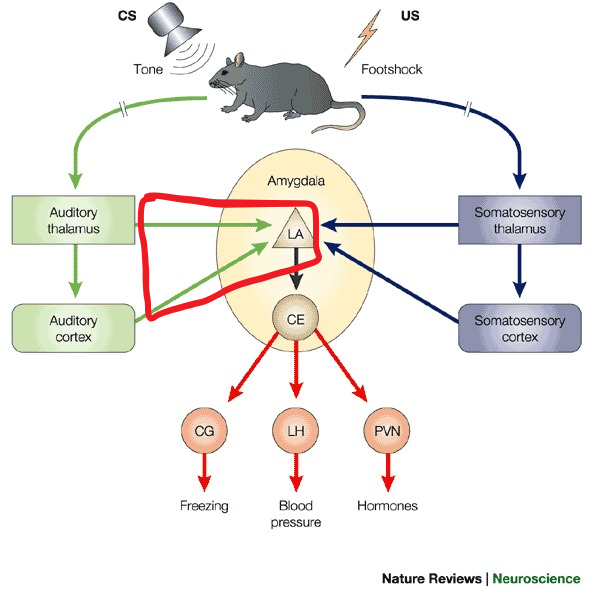 CS
US
Tone
Footshock
Amygdala
Auditory
thalamus
LA
Somatosensory
thalamus
Auditory
cortex
CE
Somatosensory
cortex
CG
LH
PVN
Freezing
Blood
pressure
Hormones
Nature Reviews | Neuroscience